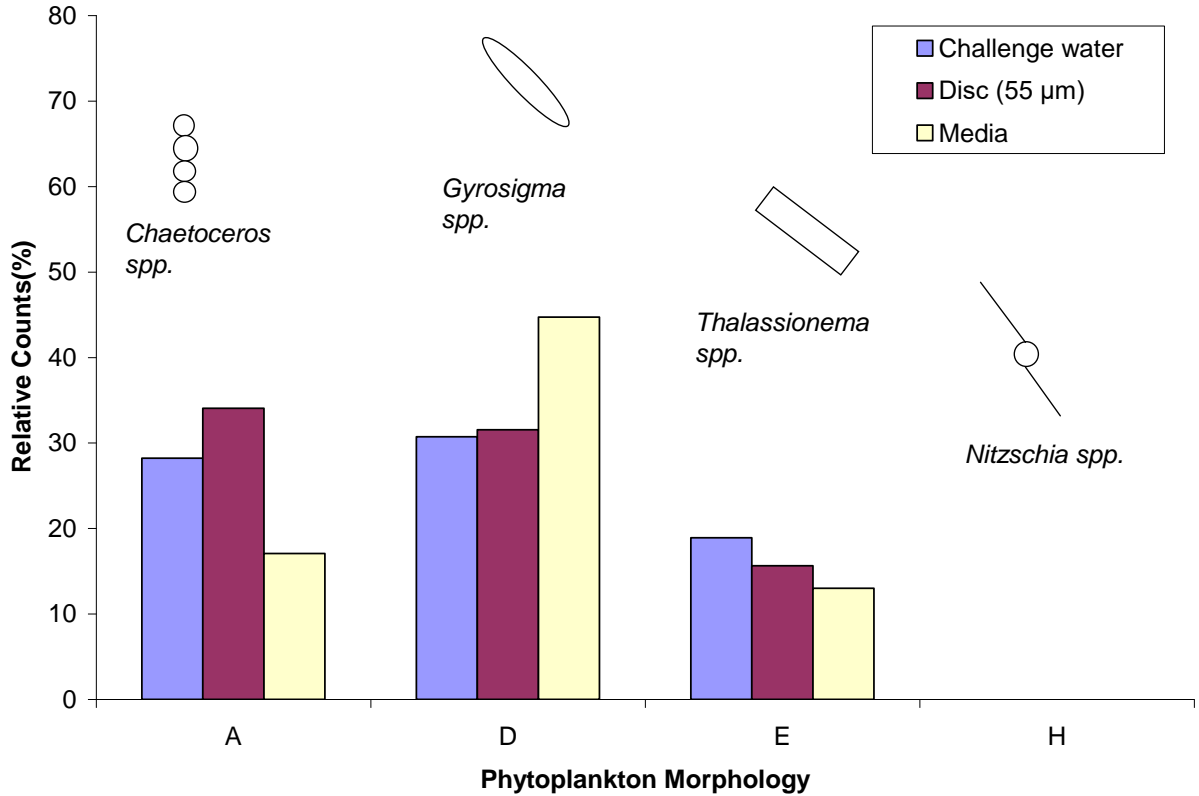 80
70
60
50
40
30
20
10
0
Relative Counts(%)
Challenge water
Disc (55 µm)
Media
Chaetoceros
spp.
Gyrosigma
spp.
Thalassionema
spp.
Nitzschia spp.
A D E H
Phytoplankton Morphology